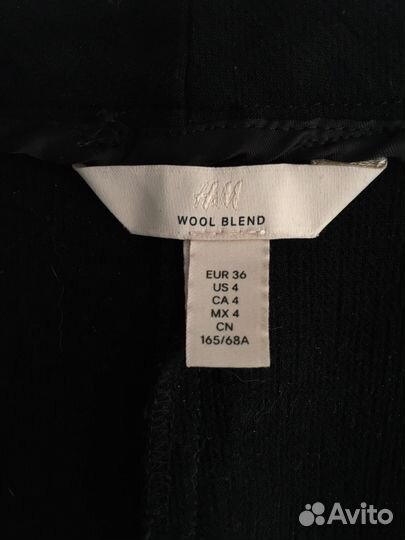 H&M
WOOL BLEND
EUR 36
US 4
CA 4
MX 4
CN
165/68A
Avito